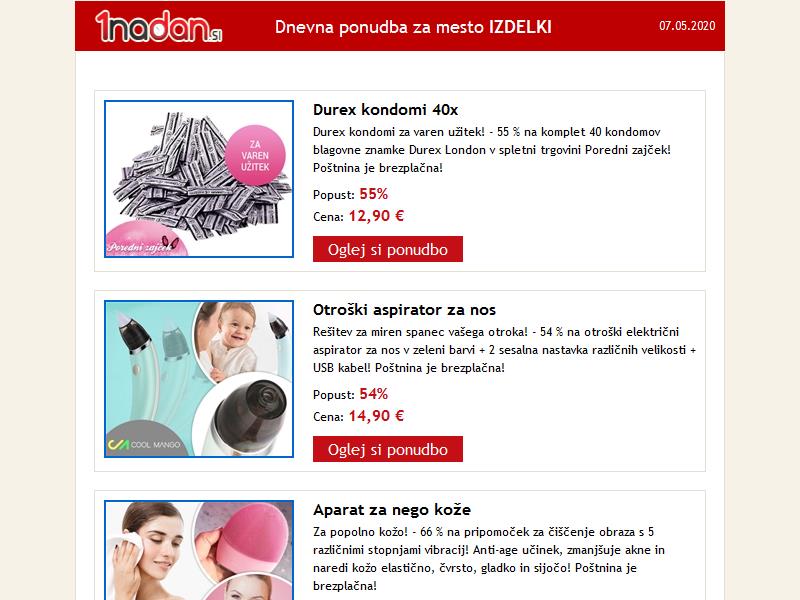 1nadan.si
Dnevna ponudba za mesto IZDELKI
07.05.2020
Durex kondomi 40x
Durex kondomi za varen užitek! - 55 % na komplet 40 kondomov
blagovne znamke Durex London v spletni trgovini Poredni zajček!
Poštnina je brezplačna!
Popust: 55%
Cena: 12,90 €
Oglej si ponudbo
ZA
VAREN
UŽITEK
Poredni zajček
Otroški aspirator za nos
Rešitev za miren spanec vašega otroka! - 54 % na otroški električni
aspirator za nos v zeleni barvi + 2 sesalna nastavka različnih velikosti +
USB kabel! Poštnina je brezplačna!
Popust: 54%
Cena: 14,90 €
Oglej si ponudbo
COOL MANGO
Aparat za nego kože
Za popolno kožo! - 66 % na pripomoček za čiščenje obraza s 5
različnimi stopnjami vibracij! Anti-age učinek, zmanjšuje akne in
naredi kožo elastično, čvrsto, gladko in sijočo! Poštnina je
brezplačna!